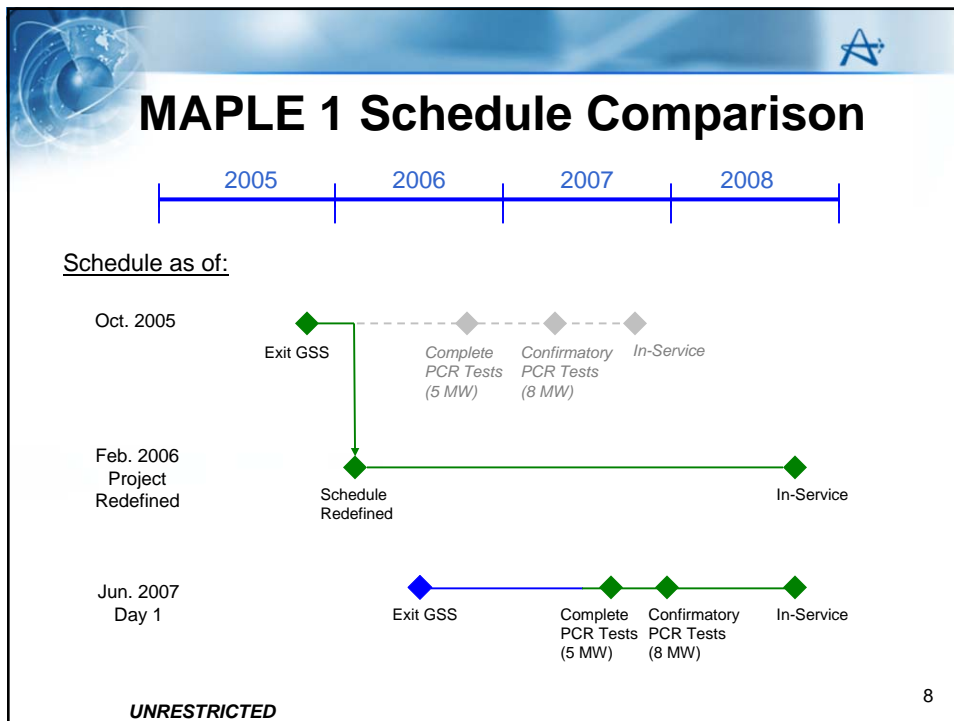 MAPLE 1 Schedule Comparison
2005 2006 2007 2008
Schedule as of:
Oct. 2005
Exit GSS
Complete
PCR Tests
(5 MW)
Confirmatory
PCR Tests
(8 MW)
In-Service
Feb. 2006
Project
Redefined
Schedule
Redefined
In-Service
Jun. 2007
Day 1
Exit GSS
Complete
PCR Tests
(5 MW)
Confirmatory
PCR Tests
(8 MW)
In-Service
UNRESTRICTED
8